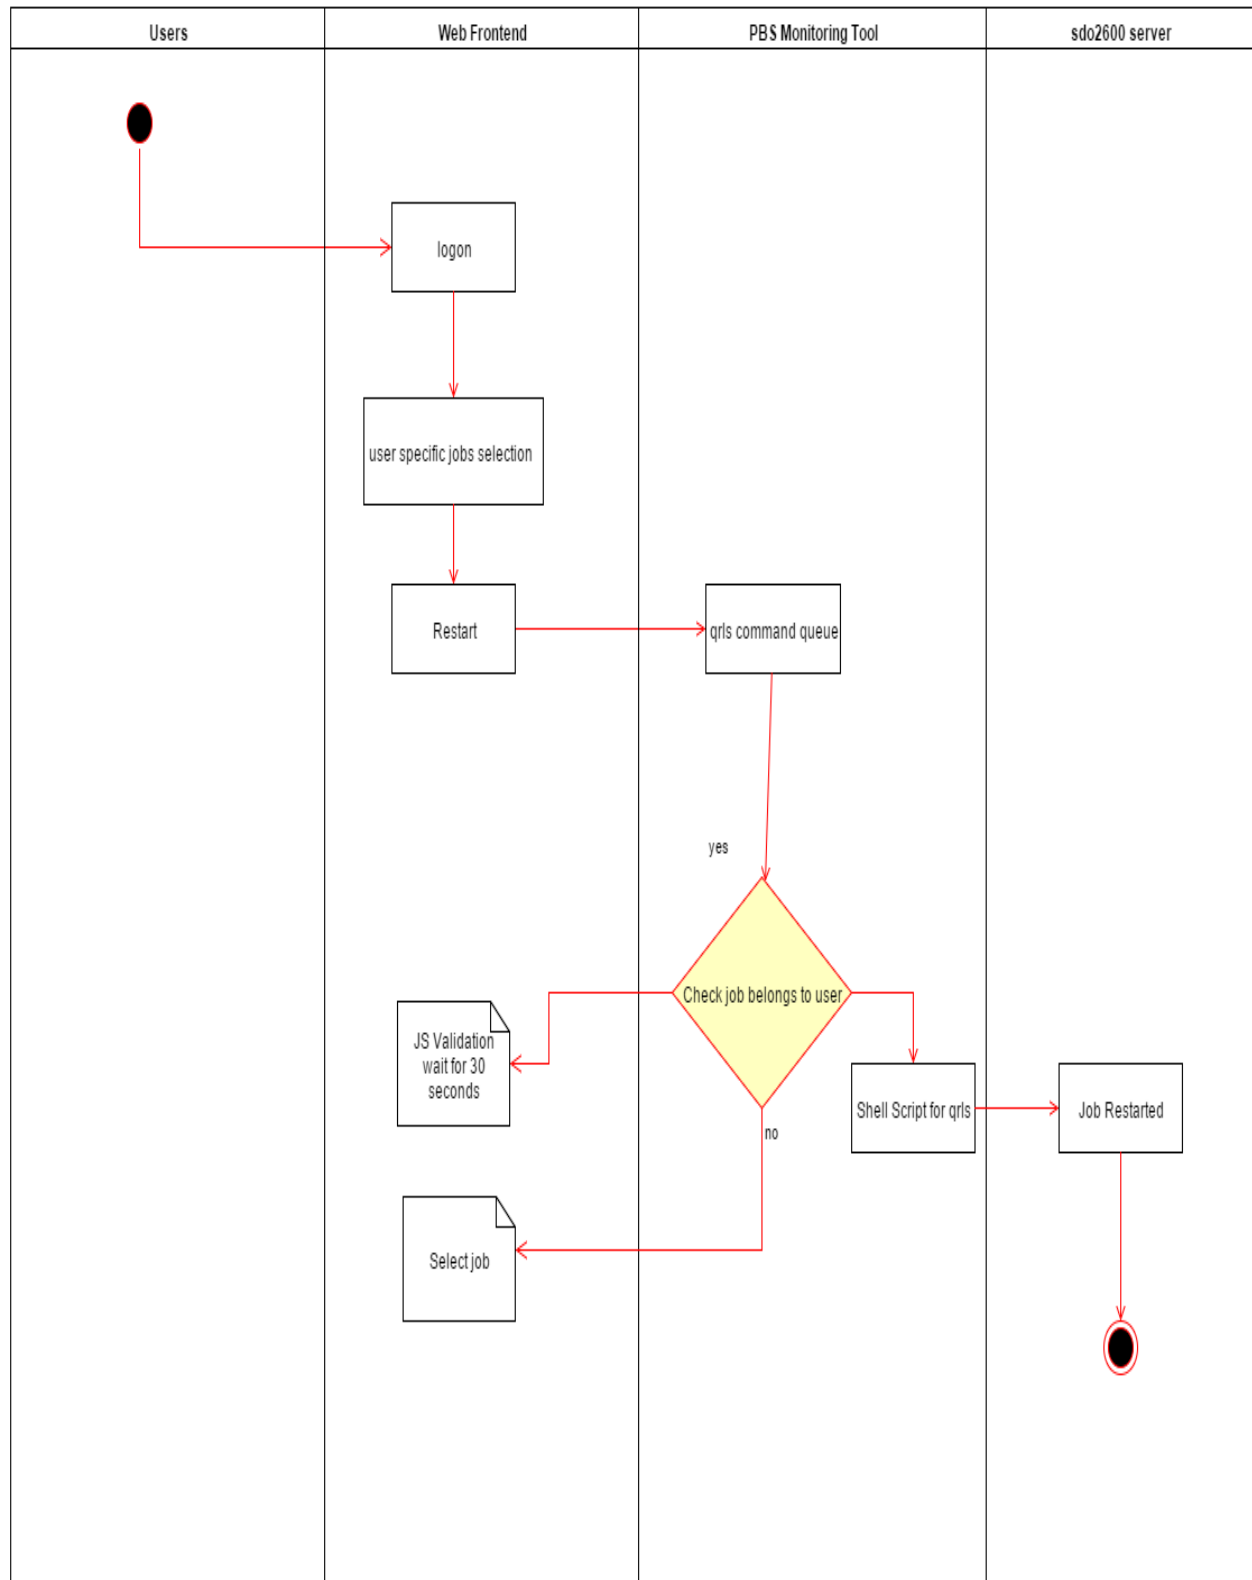 Users
Web Frontend
PBS Monitoring Tool
sdo2600 server
logon
user specific jobs selection
Restart
qrls command queue
yes
Check job belongs to user
JS Validation
wait for 30
seconds
Shell Script for qrls
Job Restarted
no
Select job